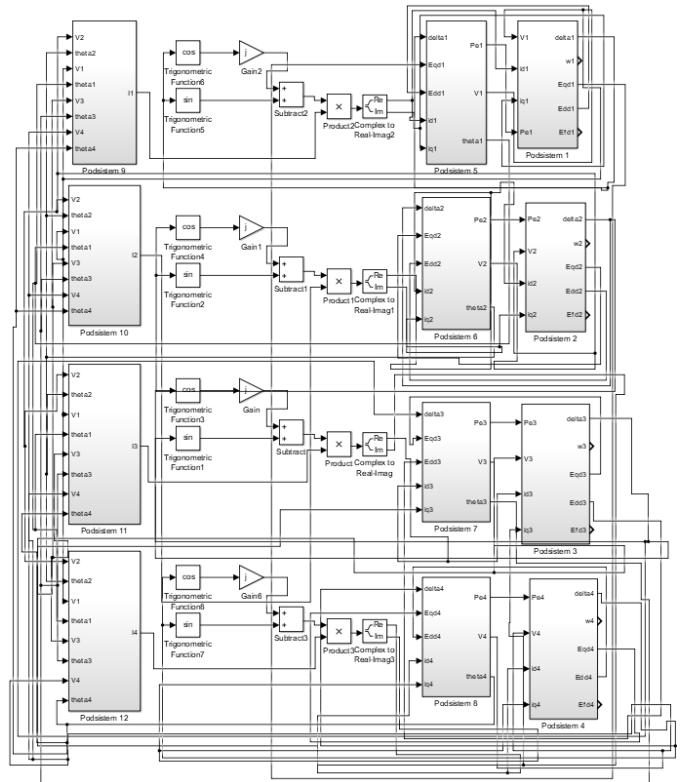 V2
theta2
V1
theta1
V3
theta3
V4
theta4
I1
Podsistem 9
cos
Trigonometric
Function6
sin
Trigonometric
Function5
j
Gain2
+
+
Subtract2
×
Product2
Re
Im
Complex to
Real-Imag2
delta1
Eqd1
Edd1
Id1
Iq1
Pe1
V1
theta1
Podsistem 5
V1
Id1
Iq1
Pe1
delta1
w1
Eqd1
Edd1
Efd1
Podsistem 1
V2
theta2
V1
theta1
V3
theta3
V4
theta4
I2
Podsistem 10
cos
Trigonometric
Function4
sin
Trigonometric
Function2
j
Gain1
+
+
Subtract1
×
Product1
Re
Im
Complex to
Real-Imag1
delta2
Eqd2
Edd2
Id2
Iq2
Pe2
V2
theta2
Podsistem 6
Pe2
V2
Id2
Iq2
delta2
w2
Eqd2
Edd2
Efd2
Podsistem 2
V2
theta2
V1
theta1
V3
theta3
V4
theta4
I3
Podsistem 11
cos
Trigonometric
Function3
sin
Trigonometric
Function1
j
Gain
+
+
Subtract
×
Product
Re
Im
Complex to
Real-Imag
delta3
Eqd3
Edd3
Id3
Iq3
Pe3
V3
theta3
Podsistem 7
Pe3
V3
Id3
Iq3
delta3
w3
Eqd3
Edd3
Efd3
Podsistem 3
V2
theta2
V1
theta1
V3
theta3
V4
theta4
I4
Podsistem 12
cos
Trigonometric
Function8
sin
Trigonometric
Function7
j
Gain6
+
+
Subtract3
×
Product3
Re
Im
Complex to
Real-Imag3
delta4
Eqd4
Edd4
Id4
Iq4
Pe4
V4
theta4
Podsistem 8
Pe4
V4
Id4
Iq4
delta4
w4
Eqd4
Edd4
Efd4
Podsistem 4